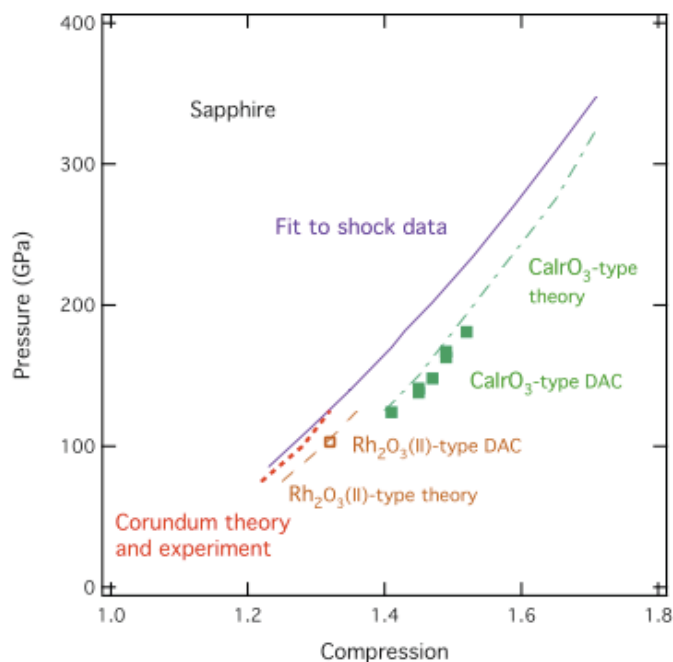 400
300
200
100
0
Pressure (GPa)
Sapphire
Fit to shock data
CaIrO₃-type
theory
CaIrO₃-type DAC
Rh₂O₃(II)-type DAC
Rh₂O₃(II)-type theory
Corundum theory
and experiment
1.0 1.2 1.4 1.6 1.8
Compression